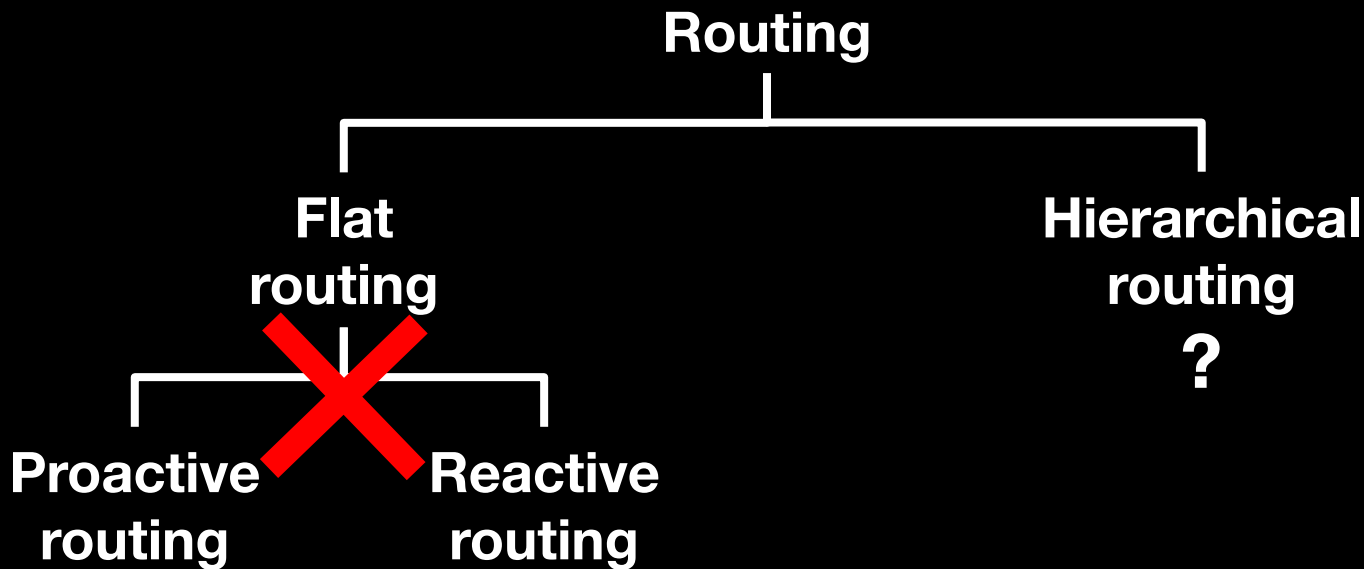 Routing
Flat
routing
Hierarchical
routing
?
Proactive
routing
Reactive
routing